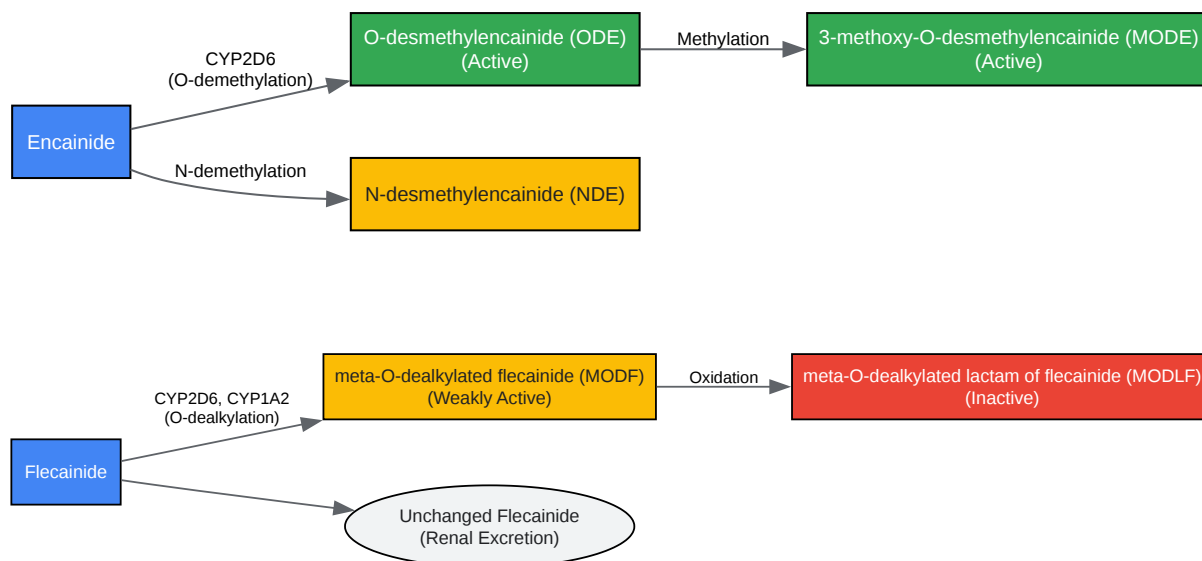 Encainide
CYP2D6
(O-demethylation)
N-demethylation
O-desmethylencainide (ODE)
(Active)
Methylation
3-methoxy-O-desmethylencainide (MODE)
(Active)
N-desmethylencainide (NDE)
Flecainide
CYP2D6, CYP1A2
(O-dealkylation)
meta-O-dealkylated flecainide (MODF)
(Weakly Active)
Oxidation
meta-O-dealkylated lactam of flecainide (MODLF)
(Inactive)
Unchanged Flecainide
(Renal Excretion)